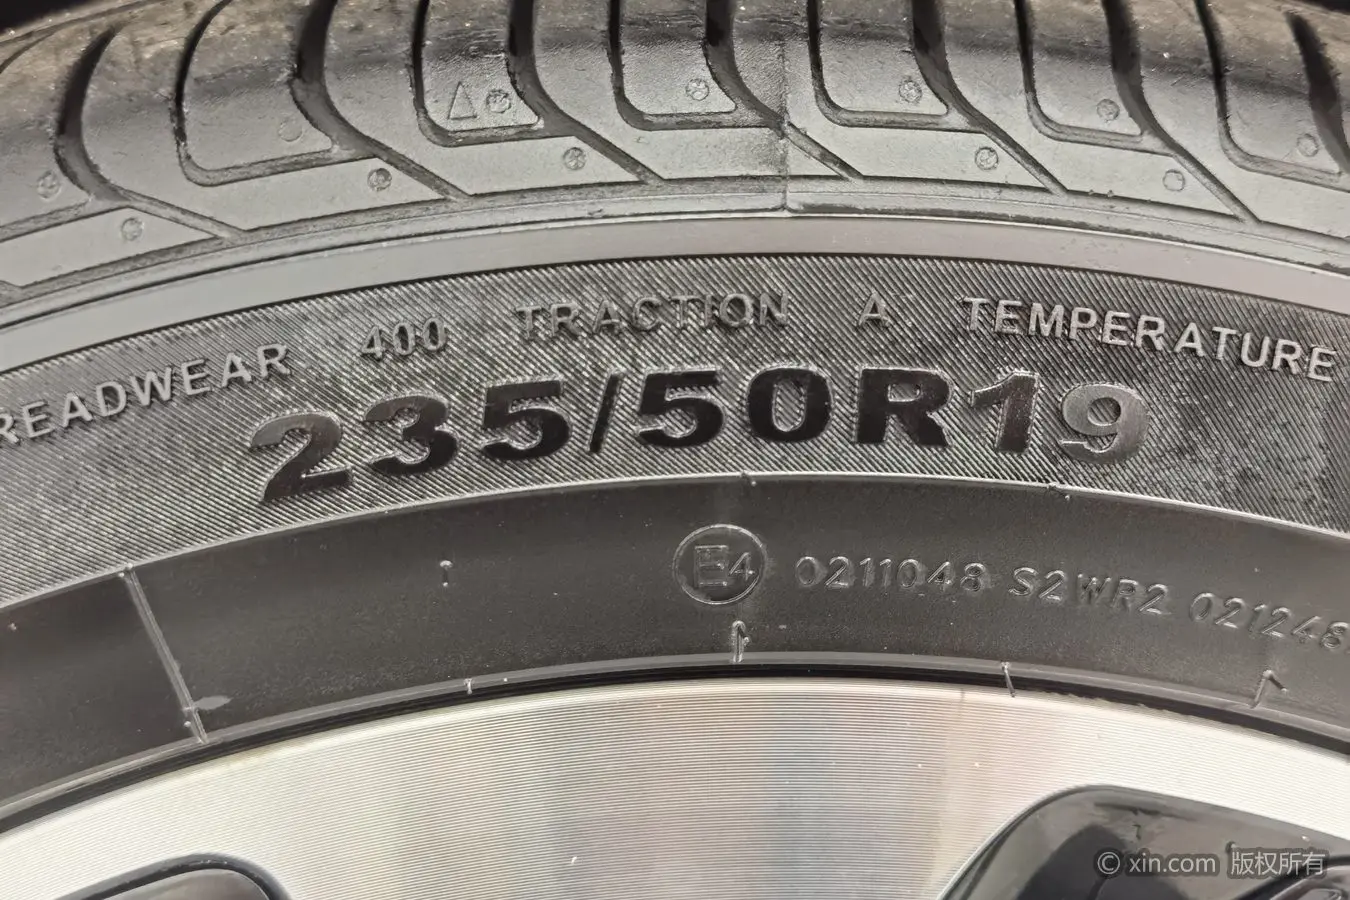 READWEAR 400 TRACTION A TEMPERATURE
235/50R19
E4 0211048 S2WR2 021248
© xin.com 版权所有